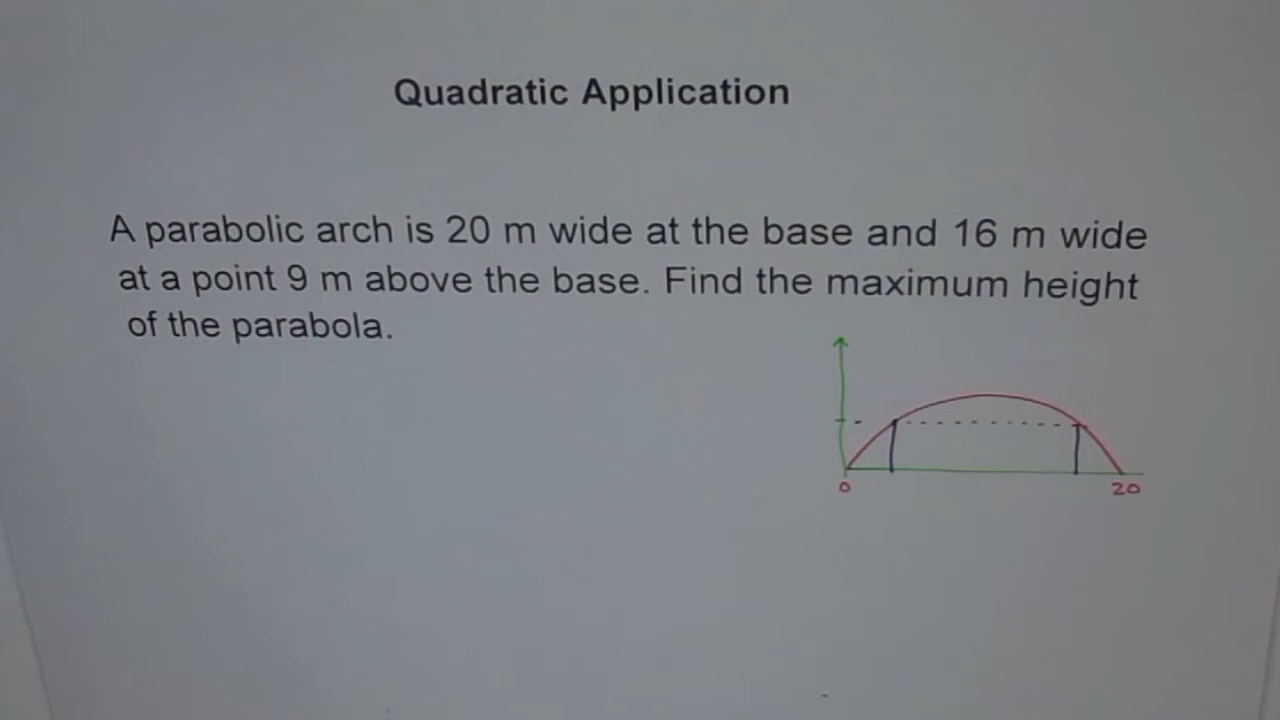 Quadratic Application
A parabolic arch is 20 m wide at the base and 16 m wide
at a point 9 m above the base. Find the maximum height
of the parabola.
0 20